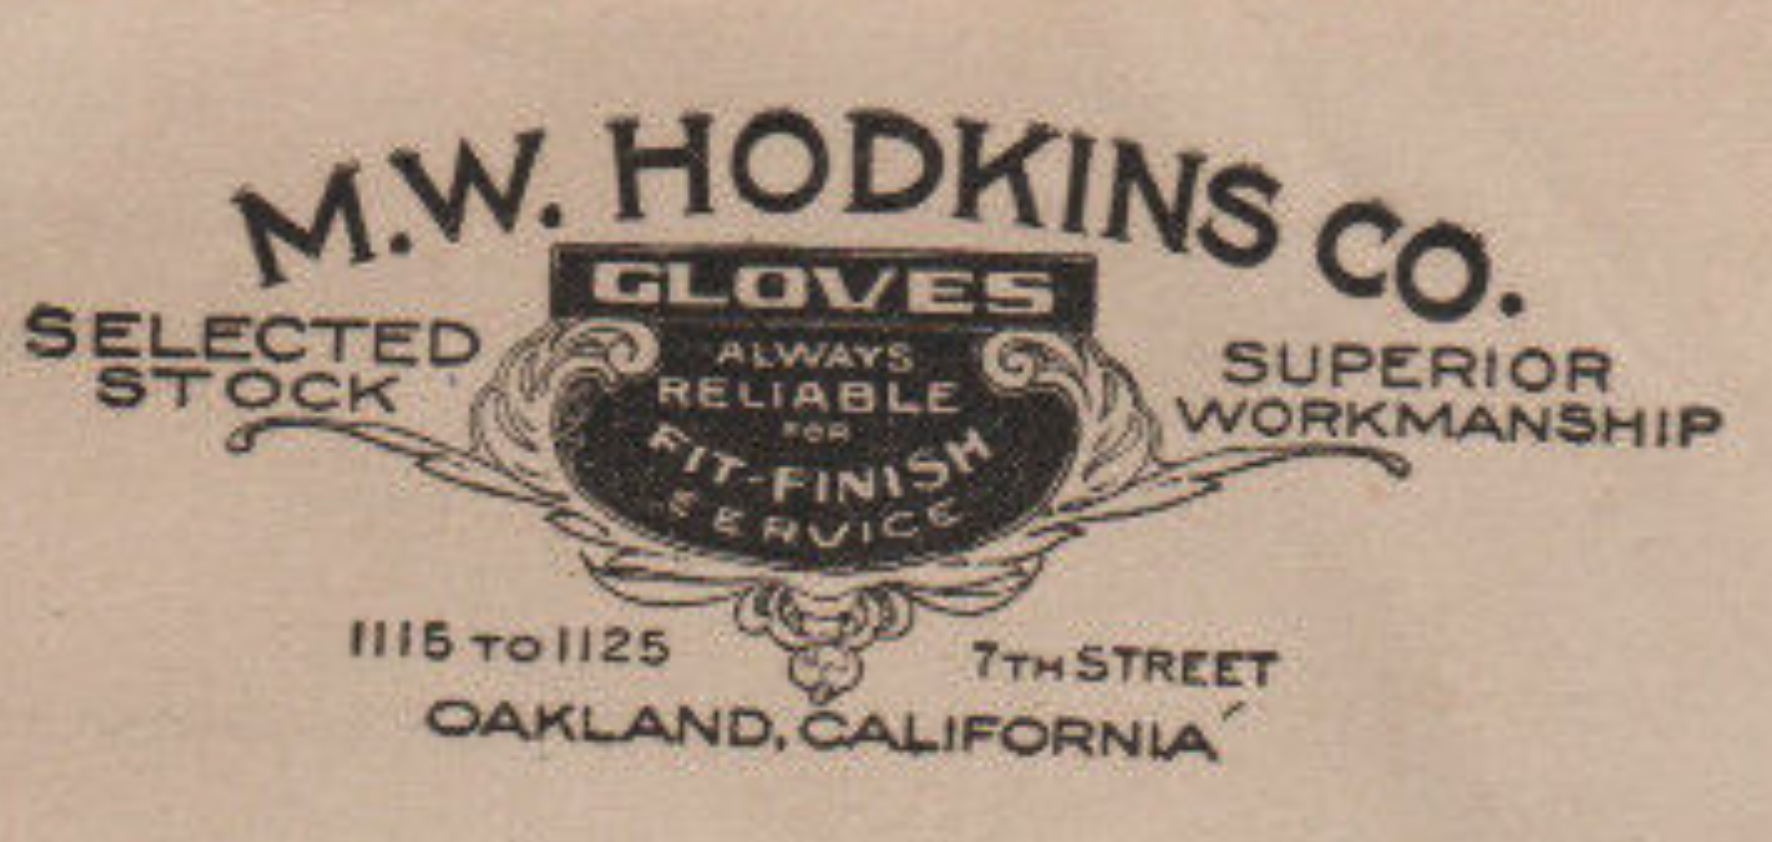 M.W. HODKINS CO.
GLOVES
SELECTED
STOCK
ALWAYS
RELIABLE
FOR
FIT-FINISH
SERVICE
SUPERIOR
WORKMANSHIP
1115 TO 1125
7TH STREET
OAKLAND, CALIFORNIA